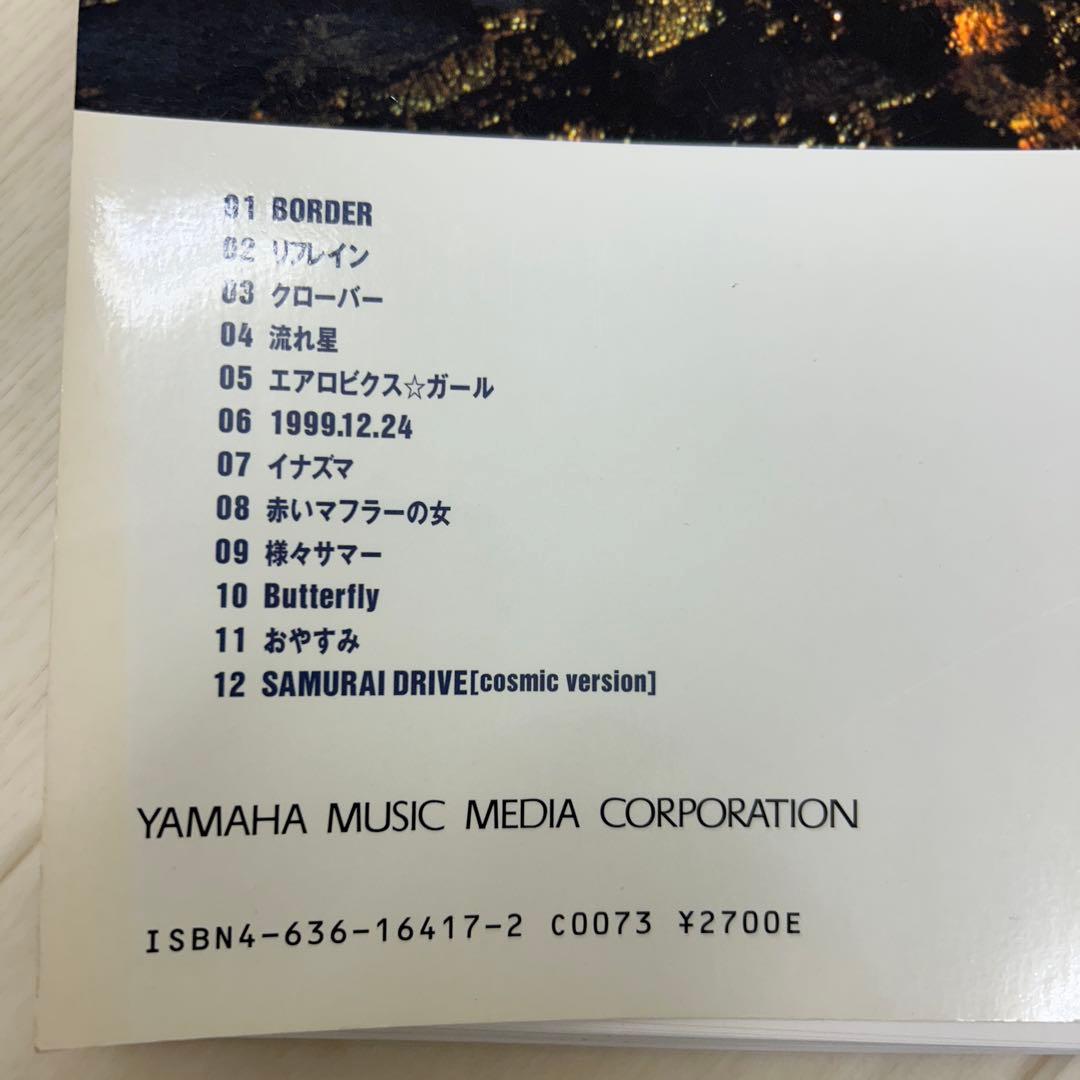 01 BORDER
02 リフレイン
03 クローバー
04 流れ星
05 エアロビクス☆ガール
06 1999.12.24
07 イナズマ
08 赤いマフラーの女
09 様々サマー
10 Butterfly
11 おやすみ
12 SAMURAI DRIVE[cosmic version]
YAMAHA MUSIC MEDIA CORPORATION
ISBN4-636-16417-2 C0073 ¥2700E